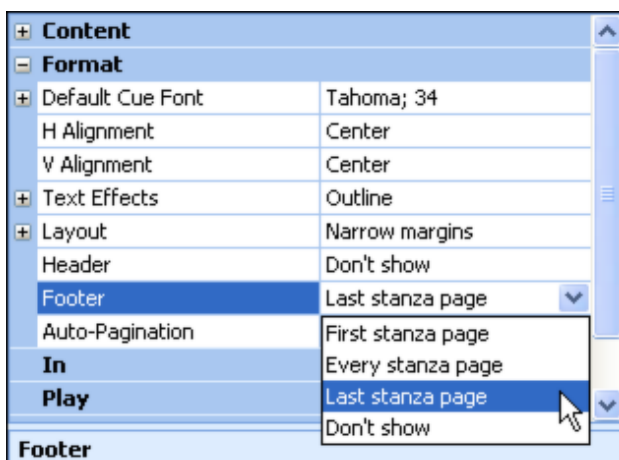 Content
Format
Default Cue Font Tahoma; 34
H Alignment Center
V Alignment Center
Text Effects Outline
Layout Narrow margins
Header Don't show
Footer Last stanza page
Auto-Pagination First stanza page
Every stanza page
In
Last stanza page
Play
Don't show
Footer